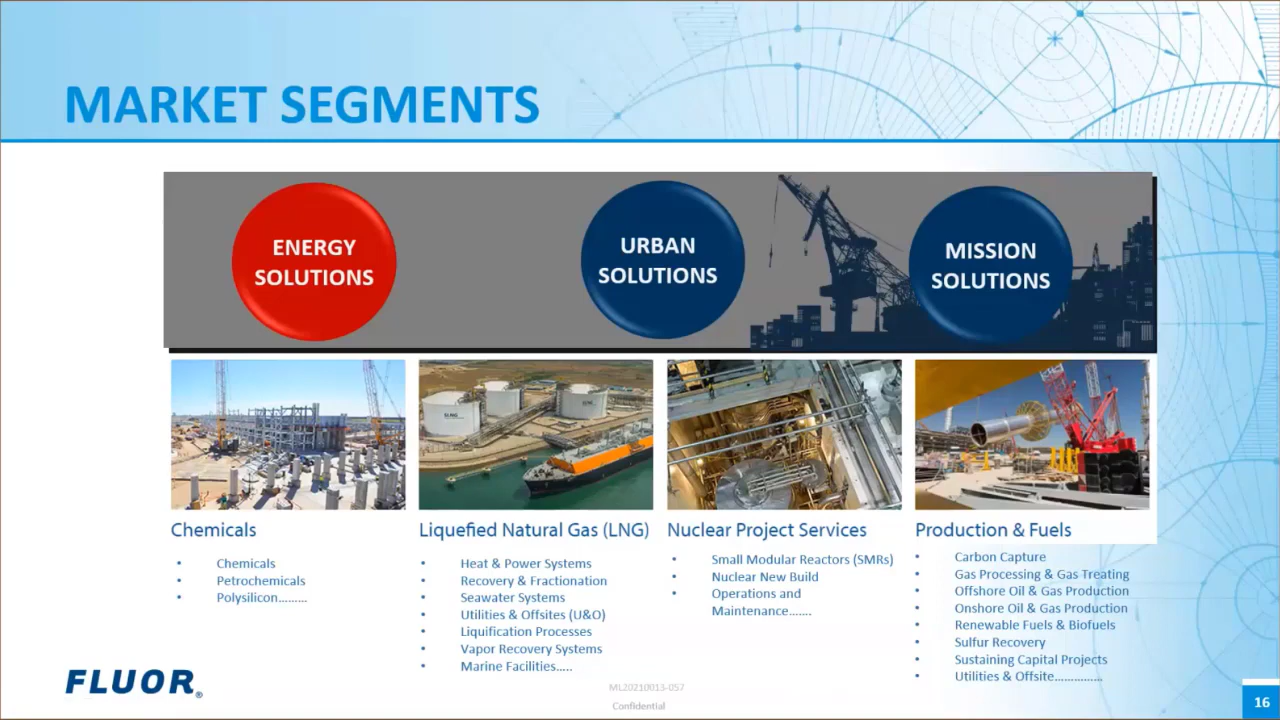 MARKET SEGMENTS
ENERGY
SOLUTIONS
URBAN
SOLUTIONS
MISSION
SOLUTIONS
LNG
Chemicals
• Chemicals
• Petrochemicals
• Polysilicon.........
Liquefied Natural Gas (LNG)
• Heat & Power Systems
• Recovery & Fractionation
• Seawater Systems
• Utilities & Offsites (U&O)
• Liquification Processes
• Vapor Recovery Systems
• Marine Facilities.....
Nuclear Project Services
• Small Modular Reactors (SMRs)
• Nuclear New Build
• Operations and
Maintenance.......
Production & Fuels
• Carbon Capture
• Gas Processing & Gas Treating
• Offshore Oil & Gas Production
• Onshore Oil & Gas Production
• Renewable Fuels & Biofuels
• Sulfur Recovery
• Sustaining Capital Projects
• Utilities & Offsite...............
FLUOR®
ML20210013-057
Confidential
16